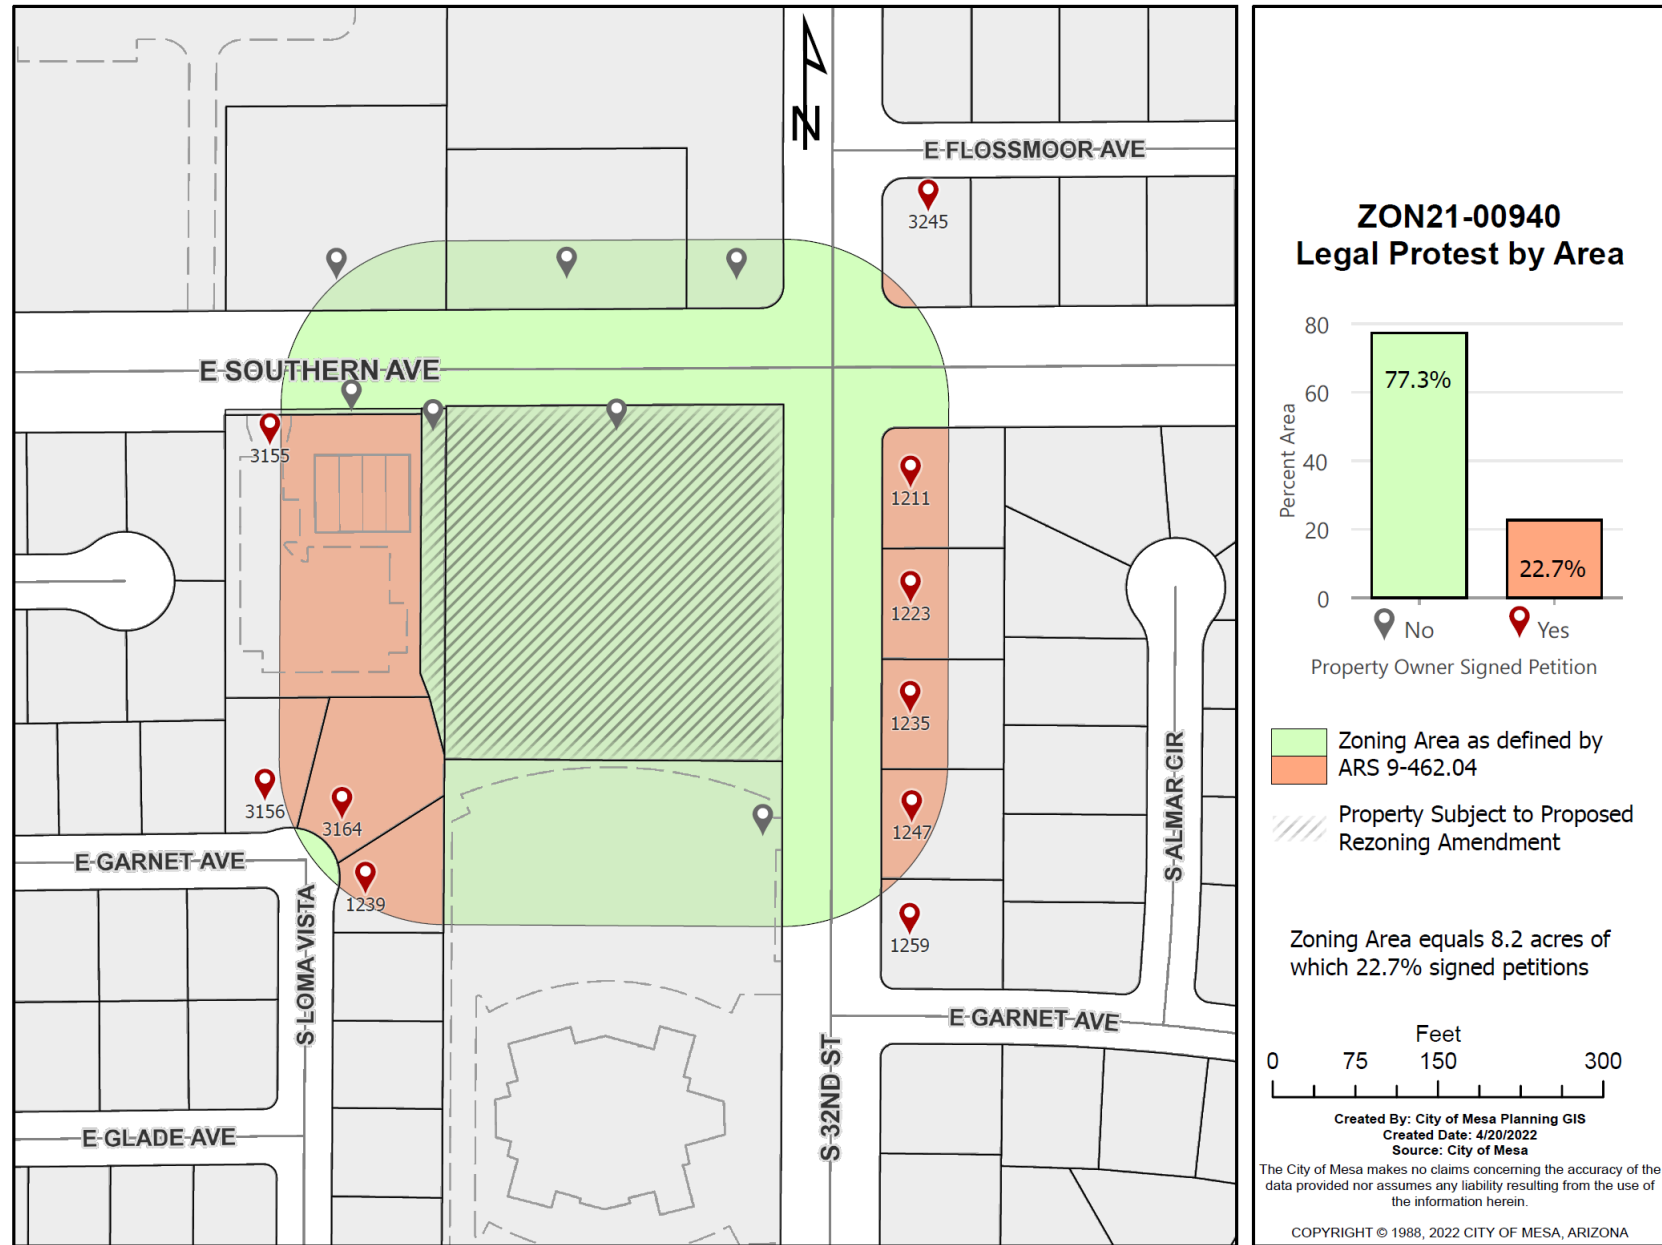 N
E FLOSSMOOR AVE
3245
E SOUTHERN AVE
3155
1211
1223
1235
3156
3164
1247
E GARNET AVE
1239
1259
S LOMA VISTA
S ALMAR CIR
E GARNET AVE
S 32ND ST
E GLADE AVE
ZON21-00940
Legal Protest by Area
80
60
40
20
0
Percent Area
77.3%
22.7%
No
Yes
Property Owner Signed Petition
Zoning Area as defined by
ARS 9-462.04
Property Subject to Proposed
Rezoning Amendment
Zoning Area equals 8.2 acres of
which 22.7% signed petitions
Feet
0 75 150 300
Created By: City of Mesa Planning GIS
Created Date: 4/20/2022
Source: City of Mesa
The City of Mesa makes no claims concerning the accuracy of the
data provided nor assumes any liability resulting from the use of
the information herein.
COPYRIGHT © 1988, 2022 CITY OF MESA, ARIZONA